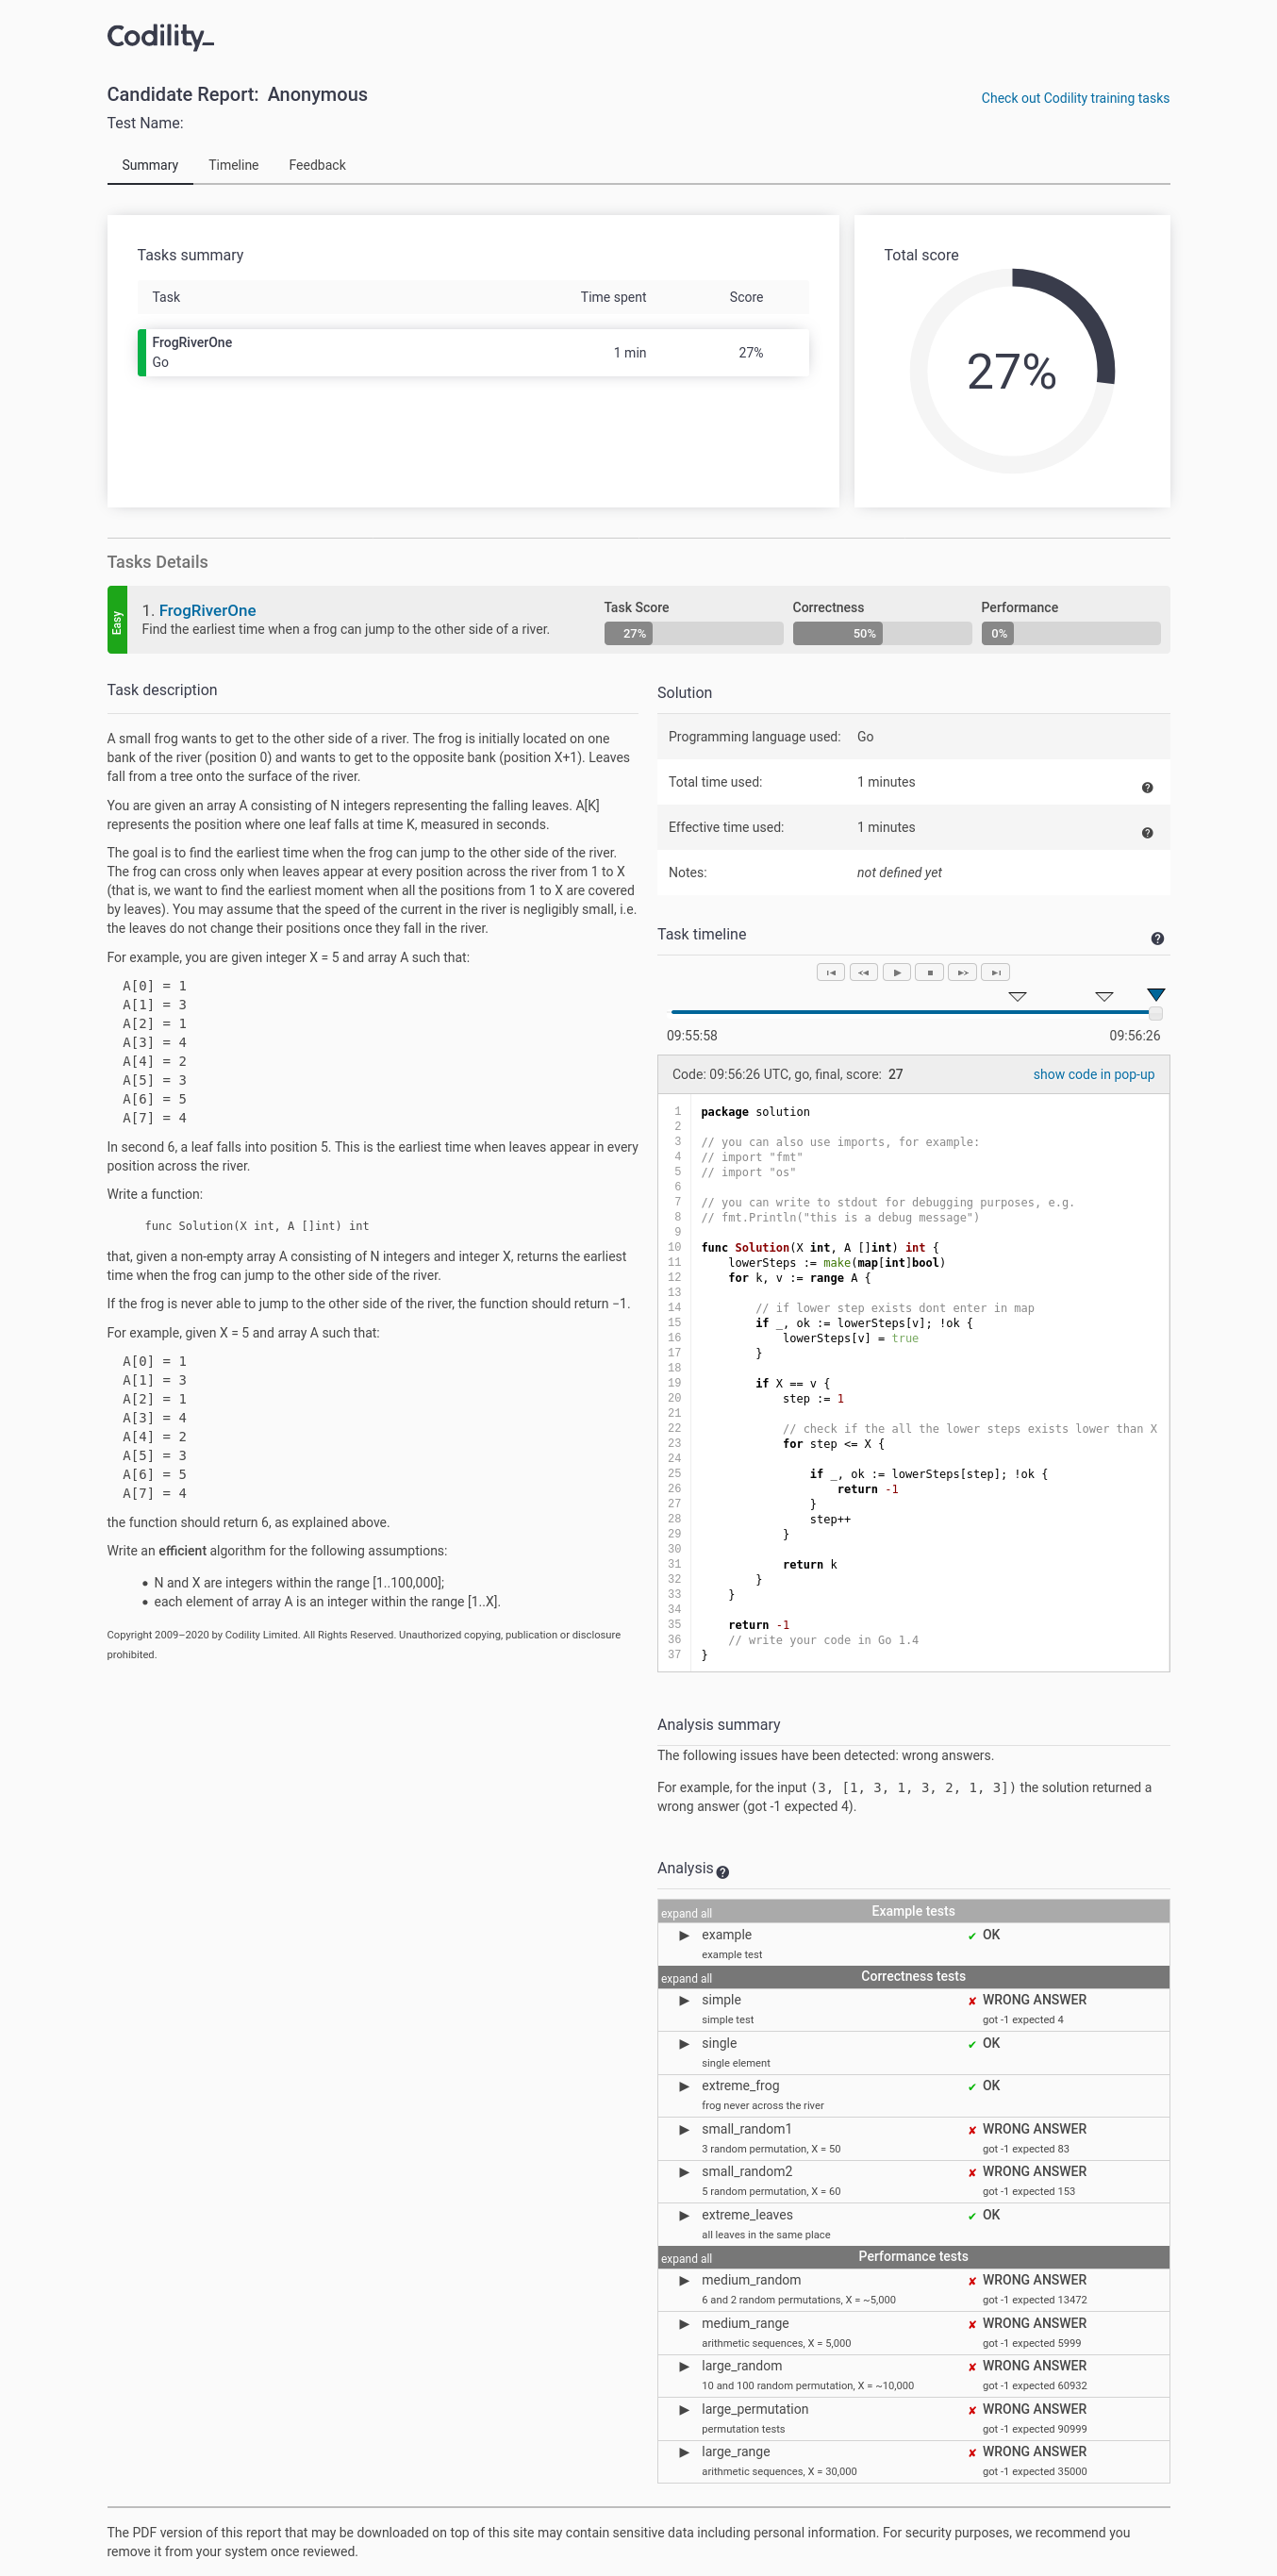 Codility_
Candidate Report: Anonymous
Check out Codility training tasks
Test Name:
Summary Timeline Feedback
Tasks summary
Task Time spent Score
FrogRiverOne
Go
1 min 27%
Total score
27%
Tasks Details
Easy
1. FrogRiverOne
Find the earliest time when a frog can jump to the other side of a river.
Task Score Correctness Performance
27% 50% 0%
Task description
A small frog wants to get to the other side of a river. The frog is initially located on one
bank of the river (position 0) and wants to get to the opposite bank (position X+1). Leaves
fall from a tree onto the surface of the river.
You are given an array A consisting of N integers representing the falling leaves. A[K]
represents the position where one leaf falls at time K, measured in seconds.
The goal is to find the earliest time when the frog can jump to the other side of the river.
The frog can cross only when leaves appear at every position across the river from 1 to X
(that is, we want to find the earliest moment when all the positions from 1 to X are covered
by leaves). You may assume that the speed of the current in the river is negligibly small, i.e.
the leaves do not change their positions once they fall in the river.
For example, you are given integer X = 5 and array A such that:
A[0] = 1
A[1] = 3
A[2] = 1
A[3] = 4
A[4] = 2
A[5] = 3
A[6] = 5
A[7] = 4
In second 6, a leaf falls into position 5. This is the earliest time when leaves appear in every
position across the river.
Write a function:
func Solution(X int, A []int) int
that, given a non-empty array A consisting of N integers and integer X, returns the earliest
time when the frog can jump to the other side of the river.
If the frog is never able to jump to the other side of the river, the function should return −1.
For example, given X = 5 and array A such that:
A[0] = 1
A[1] = 3
A[2] = 1
A[3] = 4
A[4] = 2
A[5] = 3
A[6] = 5
A[7] = 4
the function should return 6, as explained above.
Write an efficient algorithm for the following assumptions:
• N and X are integers within the range [1..100,000];
• each element of array A is an integer within the range [1..X].
Copyright 2009–2020 by Codility Limited. All Rights Reserved. Unauthorized copying, publication or disclosure
prohibited.
Solution
Programming language used: Go
Total time used: 1 minutes
Effective time used: 1 minutes
Notes: not defined yet
Task timeline
09:55:58 09:56:26
Code: 09:56:26 UTC, go, final, score: 27
show code in pop-up
1 package solution
2
3 // you can also use imports, for example:
4 // import "fmt"
5 // import "os"
6
7 // you can write to stdout for debugging purposes, e.g.
8 // fmt.Println("this is a debug message")
9
10 func Solution(X int, A []int) int {
11 lowerSteps := make(map[int]bool)
12 for k, v := range A {
13
14 // if lower step exists dont enter in map
15 if _, ok := lowerSteps[v]; !ok {
16 lowerSteps[v] = true
17 }
18
19 if X == v {
20 step := 1
21
22 // check if the all the lower steps exists lower than X
23 for step <= X {
24
25 if _, ok := lowerSteps[step]; !ok {
26 return -1
27 }
28 step++
29 }
30
31 return k
32 }
33 }
34
35 return -1
36 // write your code in Go 1.4
37 }
Analysis summary
The following issues have been detected: wrong answers.
For example, for the input (3, [1, 3, 1, 3, 2, 1, 3]) the solution returned a
wrong answer (got -1 expected 4).
Analysis
expand all Example tests
example ✔ OK
example test
expand all Correctness tests
simple ✘ WRONG ANSWER
simple test got -1 expected 4
single ✔ OK
single element
extreme_frog ✔ OK
frog never across the river
small_random1 ✘ WRONG ANSWER
3 random permutation, X = 50 got -1 expected 83
small_random2 ✘ WRONG ANSWER
5 random permutation, X = 60 got -1 expected 153
extreme_leaves ✔ OK
all leaves in the same place
expand all Performance tests
medium_random ✘ WRONG ANSWER
6 and 2 random permutations, X = ~5,000 got -1 expected 13472
medium_range ✘ WRONG ANSWER
arithmetic sequences, X = 5,000 got -1 expected 5999
large_random ✘ WRONG ANSWER
10 and 100 random permutation, X = ~10,000 got -1 expected 60932
large_permutation ✘ WRONG ANSWER
permutation tests got -1 expected 90999
large_range ✘ WRONG ANSWER
arithmetic sequences, X = 30,000 got -1 expected 35000
The PDF version of this report that may be downloaded on top of this site may contain sensitive data including personal information. For security purposes, we recommend you
remove it from your system once reviewed.